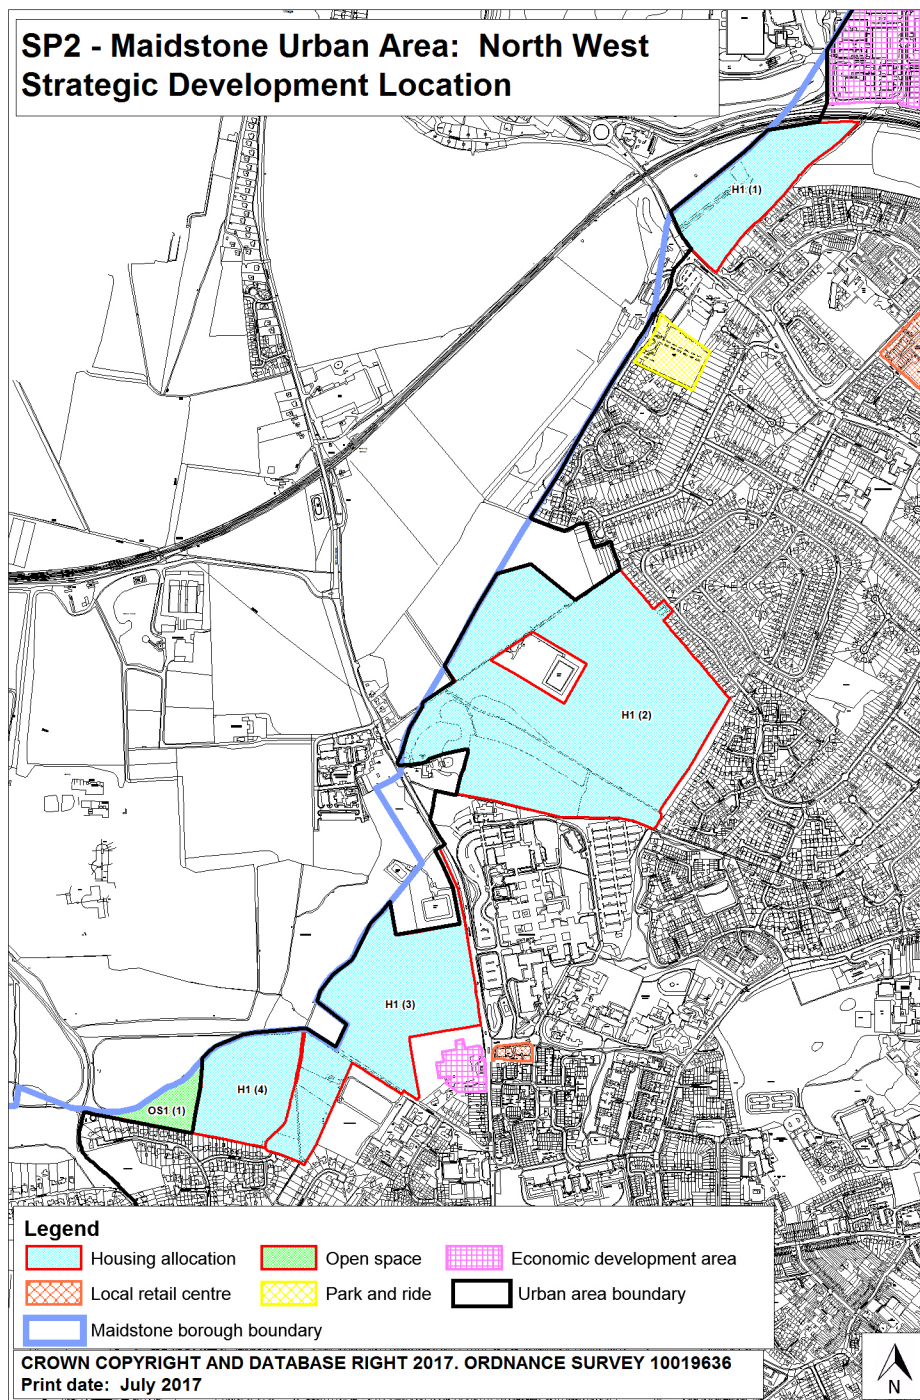 SP2 - Maidstone Urban Area: North West
Strategic Development Location
H1 (1)
H1 (2)
H1 (3)
H1 (4)
OS1 (1)
Legend
Housing allocation
Open space
Economic development area
Local retail centre
Park and ride
Urban area boundary
Maidstone borough boundary
CROWN COPYRIGHT AND DATABASE RIGHT 2017. ORDNANCE SURVEY 10019636
Print date: July 2017
N